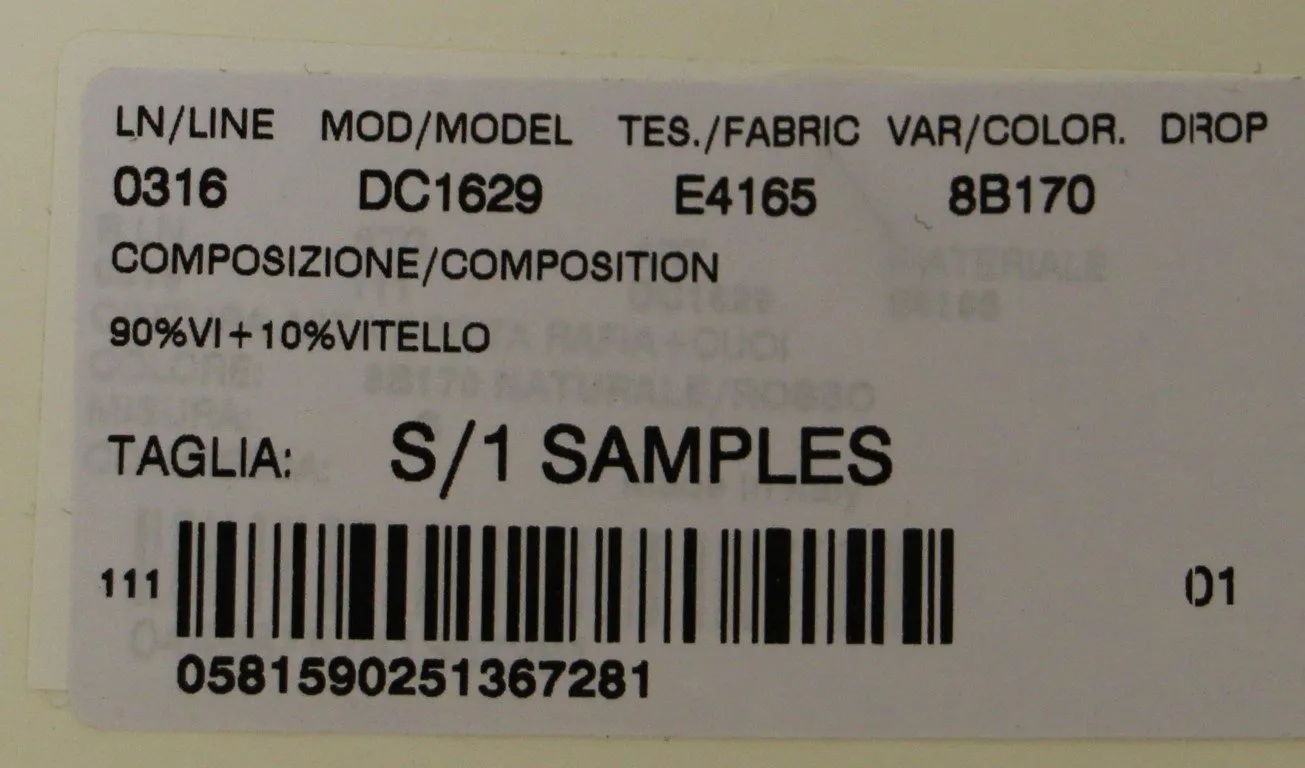 LN/LINE MOD/MODEL TES./FABRIC VAR/COLOR. DROP
0316 DC1629 E4165 8B170
COMPOSIZIONE/COMPOSITION
90%VI+10%VITELLO
TAGLIA: S/1 SAMPLES
111 01
0581590251367281